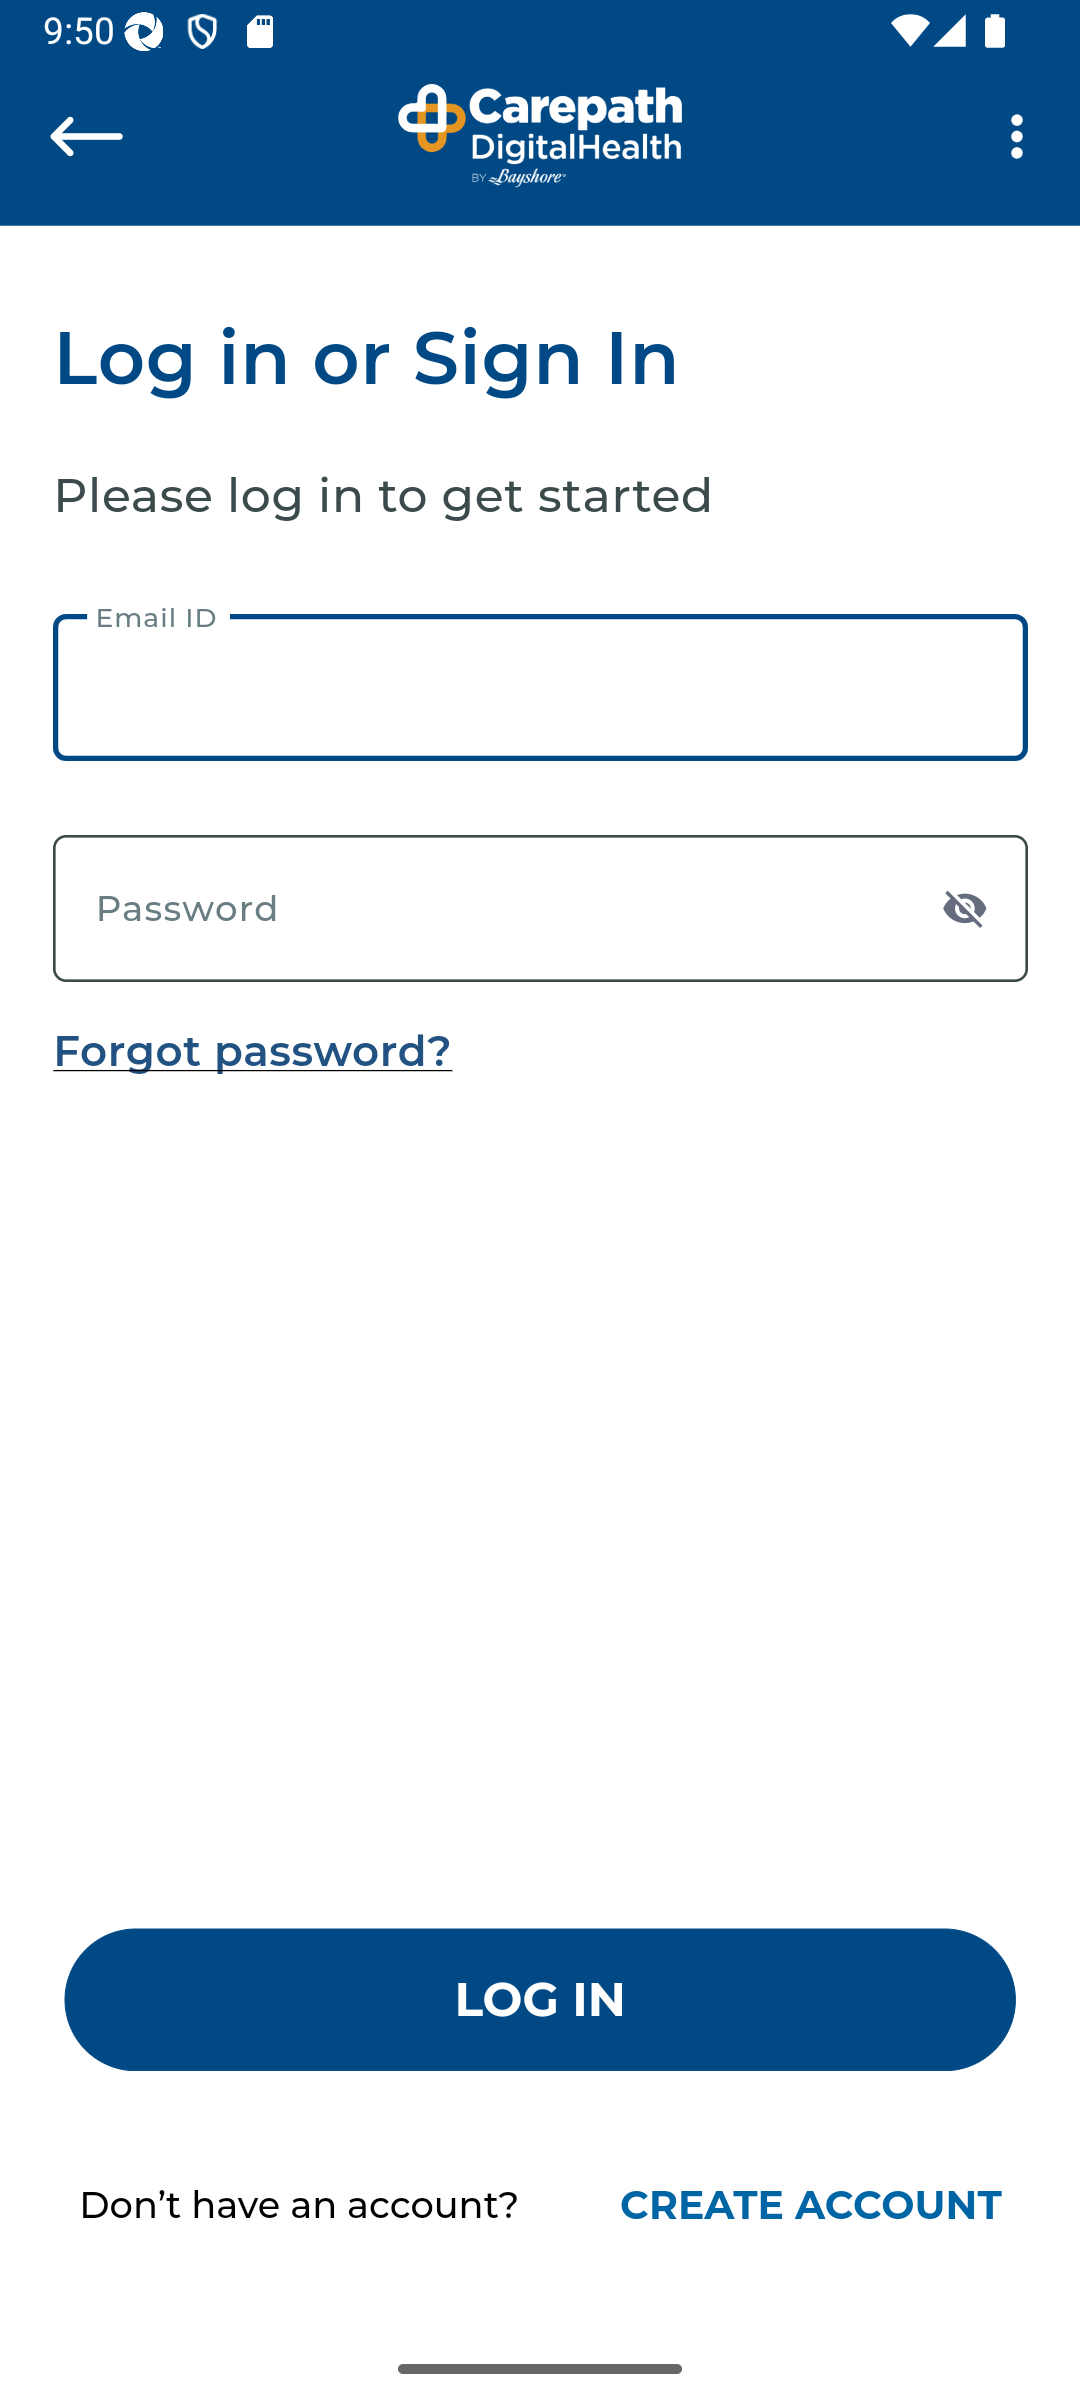 9:50
Carepath
DigitalHealth
BY Bayshore
Log in or Sign In
Please log in to get started
Email ID
Password
Forgot password?
LOG IN
Don't have an account? CREATE ACCOUNT